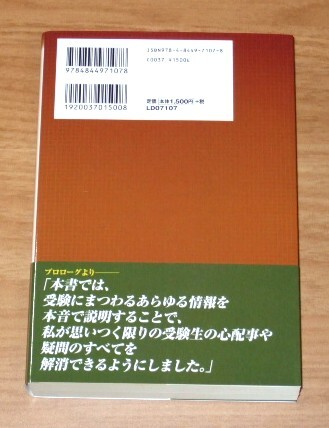 ISBN978-4-8449-7107-8
C0037 ¥1500E
9784844971078
1920037015008
定価 本体1,500円 +税
LD07107
プロローグより――
「本書では、
受験にまつわるあらゆる情報を
本音で説明することで、
私が思いつく限りの受験生の心配事や
疑問のすべてを
解消できるようにしました。」